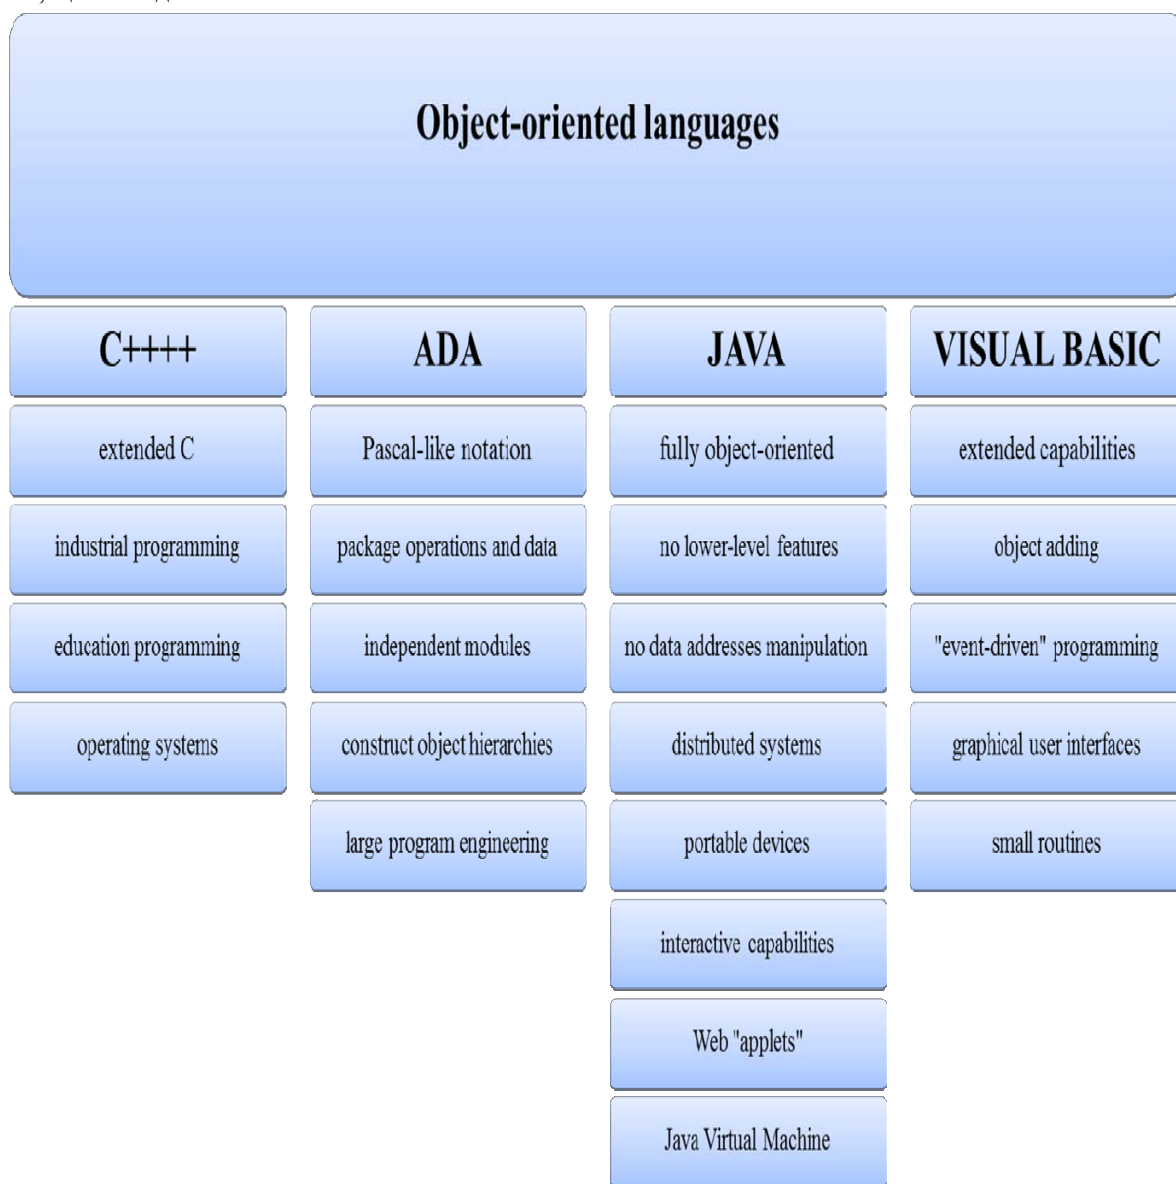 Object-oriented languages
C++++
extended C
industrial programming
education programming
operating systems
ADA
Pascal-like notation
package operations and data
independent modules
construct object hierarchies
large program engineering
JAVA
fully object-oriented
no lower-level features
no data addresses manipulation
distributed systems
portable devices
interactive capabilities
Web "applets"
Java Virtual Machine
VISUAL BASIC
extended capabilities
object adding
"event-driven" programming
graphical user interfaces
small routines